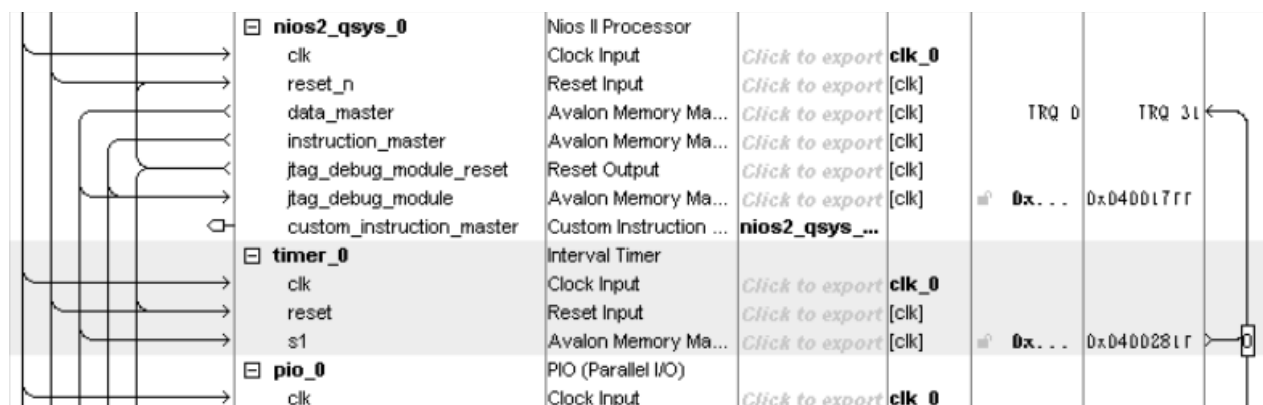 nios2_qsys_0 Nios II Processor
clk Clock Input Click to export clk_0
reset_n Reset Input Click to export [clk]
data_master Avalon Memory Ma... Click to export [clk] IRQ 0 IRQ 31
instruction_master Avalon Memory Ma... Click to export [clk]
jtag_debug_module_reset Reset Output Click to export [clk]
jtag_debug_module Avalon Memory Ma... Click to export [clk] 0x... 0x040017ff
custom_instruction_master Custom Instruction ... nios2_qsys_...
timer_0 Interval Timer
clk Clock Input Click to export clk_0
reset Reset Input Click to export [clk]
s1 Avalon Memory Ma... Click to export [clk] 0x... 0x0400281f 0
pio_0 PIO (Parallel I/O)
clk Clock Input Click to export clk_0